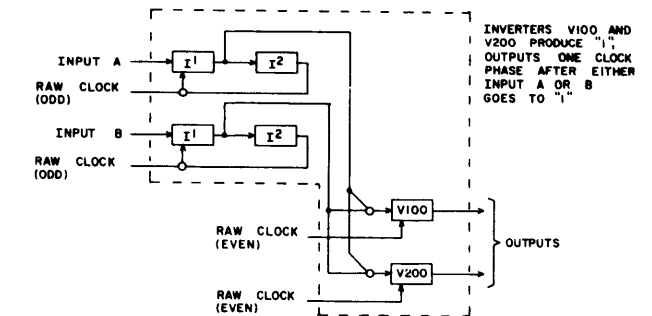 INVERTERS V100 AND
V200 PRODUCE "1",
OUTPUTS ONE CLOCK
PHASE AFTER EITHER
INPUT A OR B
GOES TO "1"
INPUT A
I1
I2
RAW CLOCK
(ODD)
INPUT B
I1
I2
RAW CLOCK
(ODD)
V100
RAW CLOCK
(EVEN)
OUTPUTS
V200
RAW CLOCK
(EVEN)